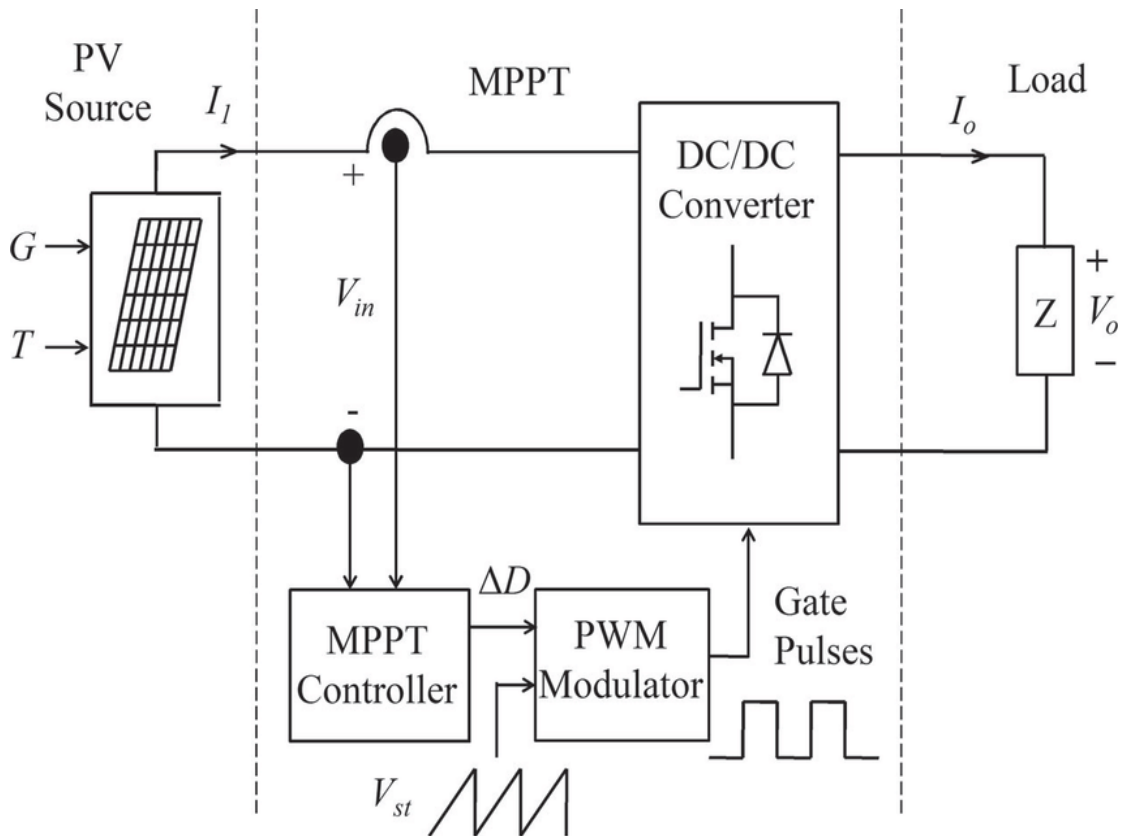 PV
Source
I1
MPPT
Load
Io
+
DC/DC
Converter
G
T
Vin
Z
+
Vo
−
-
ΔD
MPPT
Controller
PWM
Modulator
Gate
Pulses
Vst